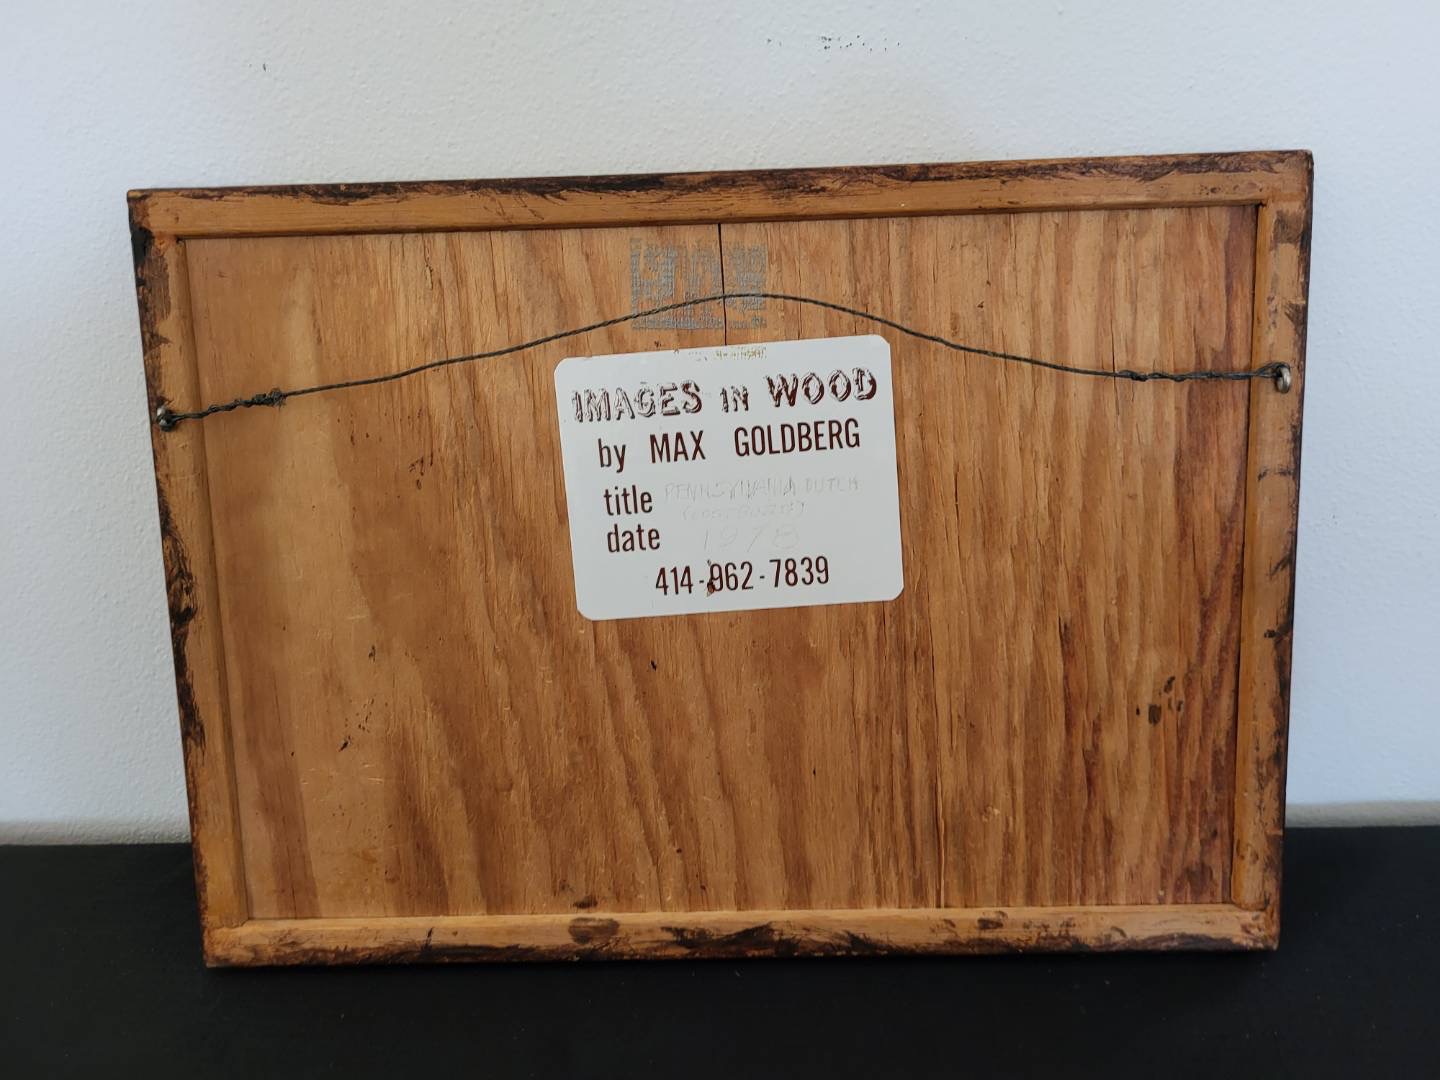 IMAGES IN WOOD
by MAX GOLDBERG
title PENNSYLVANIA DUTCH
date 1978
414-962-7839